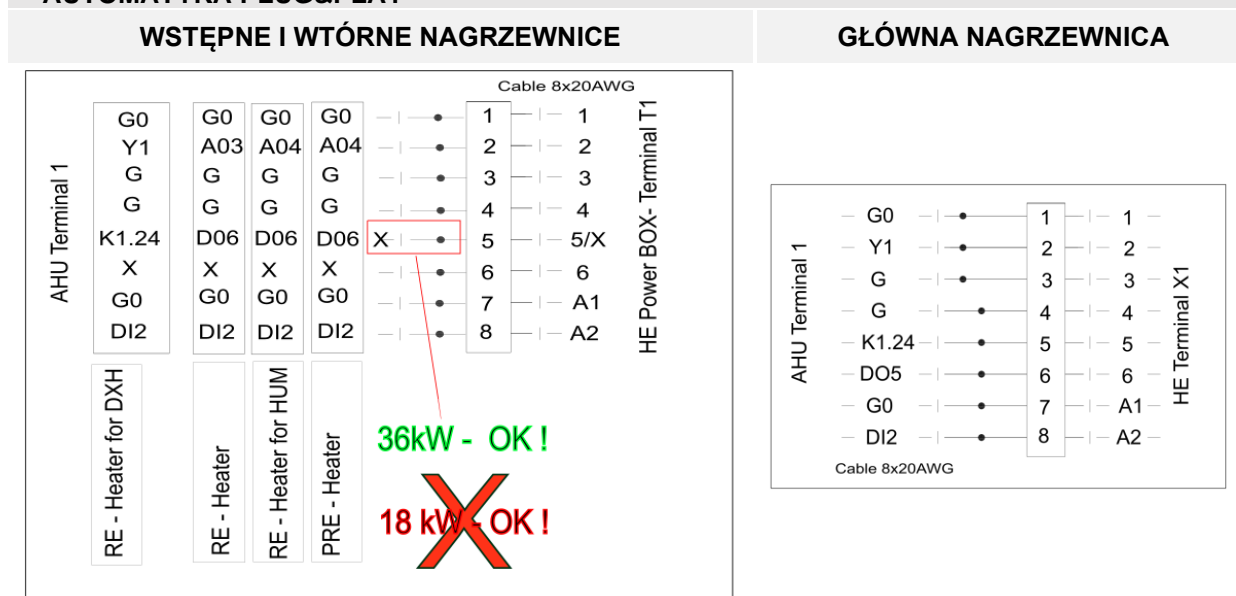 AUTOMATYKA PLUG&PLAY
WSTĘPNE I WTÓRNE NAGRZEWNICE
GŁÓWNA NAGRZEWNICA
Cable 8x20AWG
AHU Terminal 1
G0 G0 G0 G0 1 1
Y1 A03 A04 A04 2 2
G G G G 3 3
G G G G 4 4
K1.24 D06 D06 D06 X 5 5/X
X X X X 6 6
G0 G0 G0 G0 7 A1
DI2 DI2 DI2 DI2 8 A2
HE Power BOX- Terminal T1
RE - Heater for DXH
RE - Heater
RE - Heater for HUM
PRE - Heater
36kW - OK !
18 kW - OK !
AHU Terminal 1
G0 1 1
Y1 2 2
G 3 3
G 4 4
K1.24 5 5
DO5 6 6
G0 7 A1
DI2 8 A2
HE Terminal X1
Cable 8x20AWG